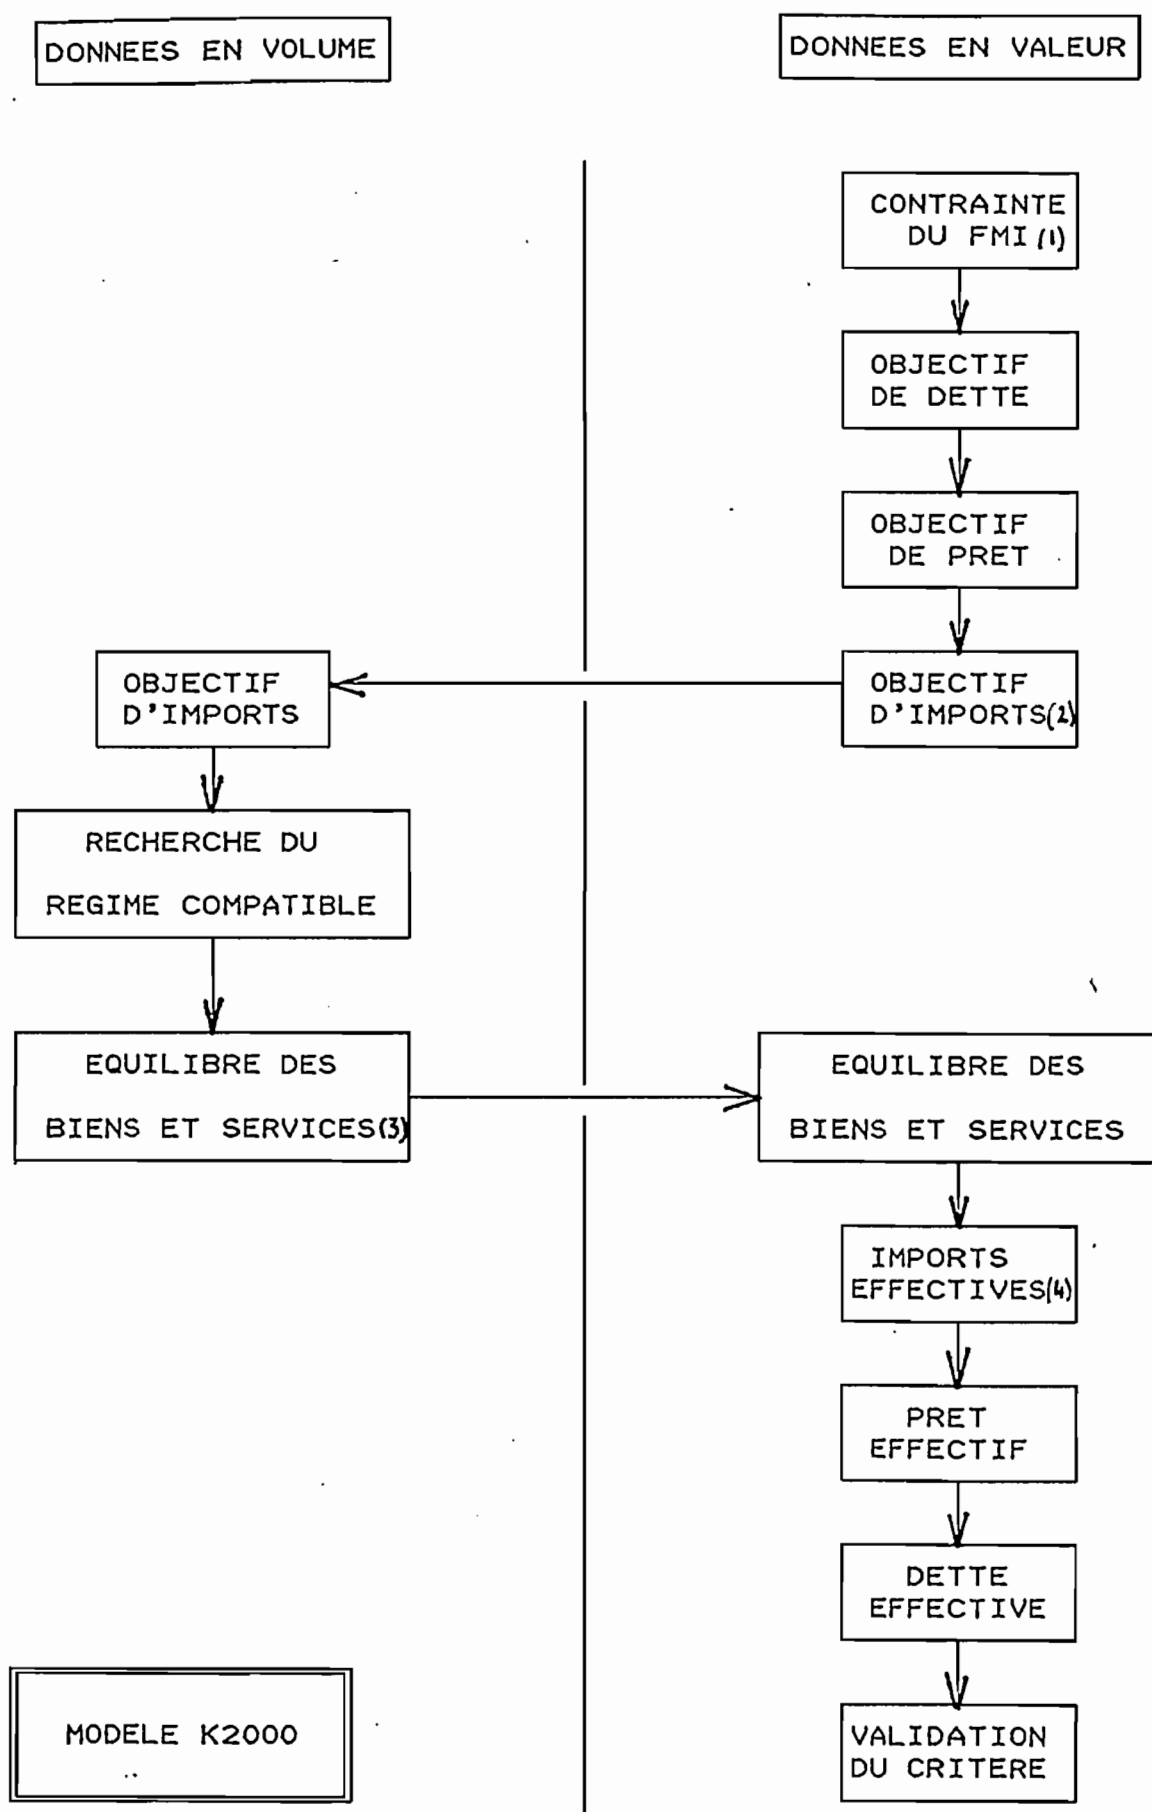 DONNEES EN VOLUME
DONNEES EN VALEUR
CONTRAINTE
DU FMI (1)
OBJECTIF
DE DETTE
OBJECTIF
DE PRET
OBJECTIF
D'IMPORTS
OBJECTIF
D'IMPORTS(2)
RECHERCHE DU
REGIME COMPATIBLE
EQUILIBRE DES
BIENS ET SERVICES(3)
EQUILIBRE DES
BIENS ET SERVICES
IMPORTS
EFFECTIVES(4)
PRET
EFFECTIF
DETTE
EFFECTIVE
MODELE K2000
VALIDATION
DU CRITERE